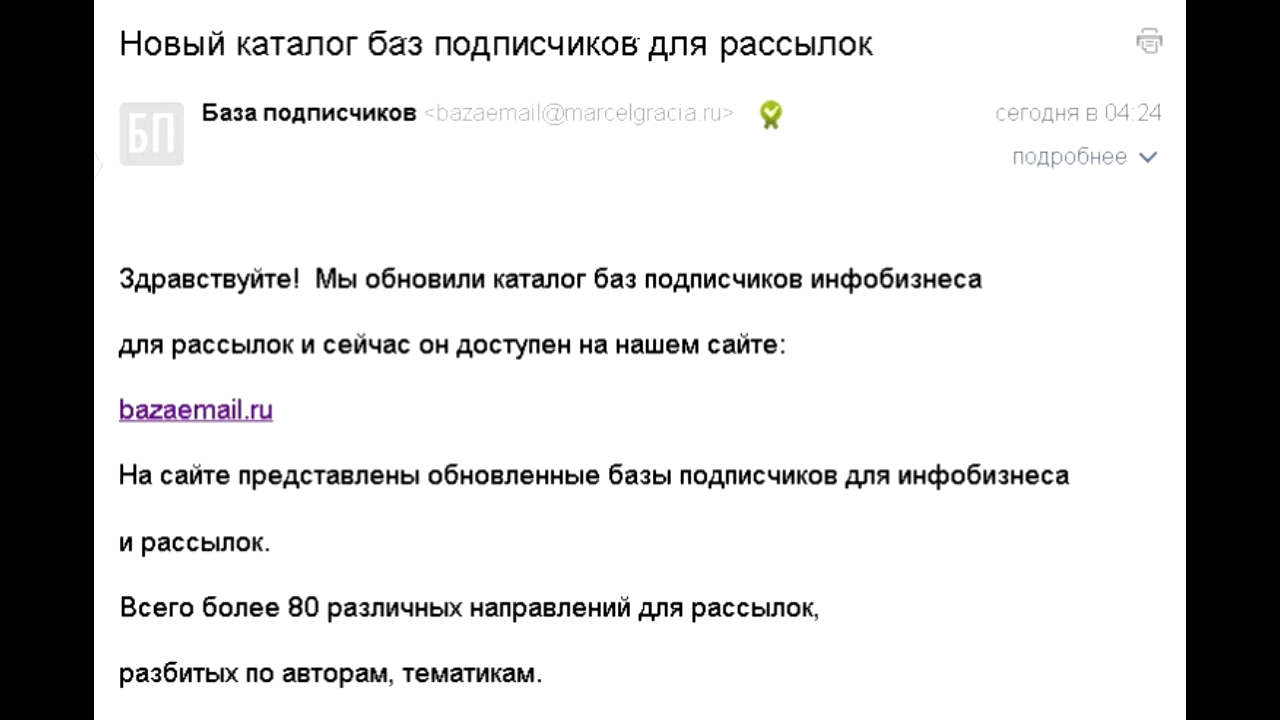 Новый каталог баз подписчиков для рассылок
БП
База подписчиков <bazaemail@marcelgracia.ru>
сегодня в 04:24
подробнее
Здравствуйте! Мы обновили каталог баз подписчиков инфобизнеса
для рассылок и сейчас он доступен на нашем сайте:
bazaemail.ru
На сайте представлены обновленные базы подписчиков для инфобизнеса
и рассылок.
Всего более 80 различных направлений для рассылок,
разбитых по авторам, тематикам.